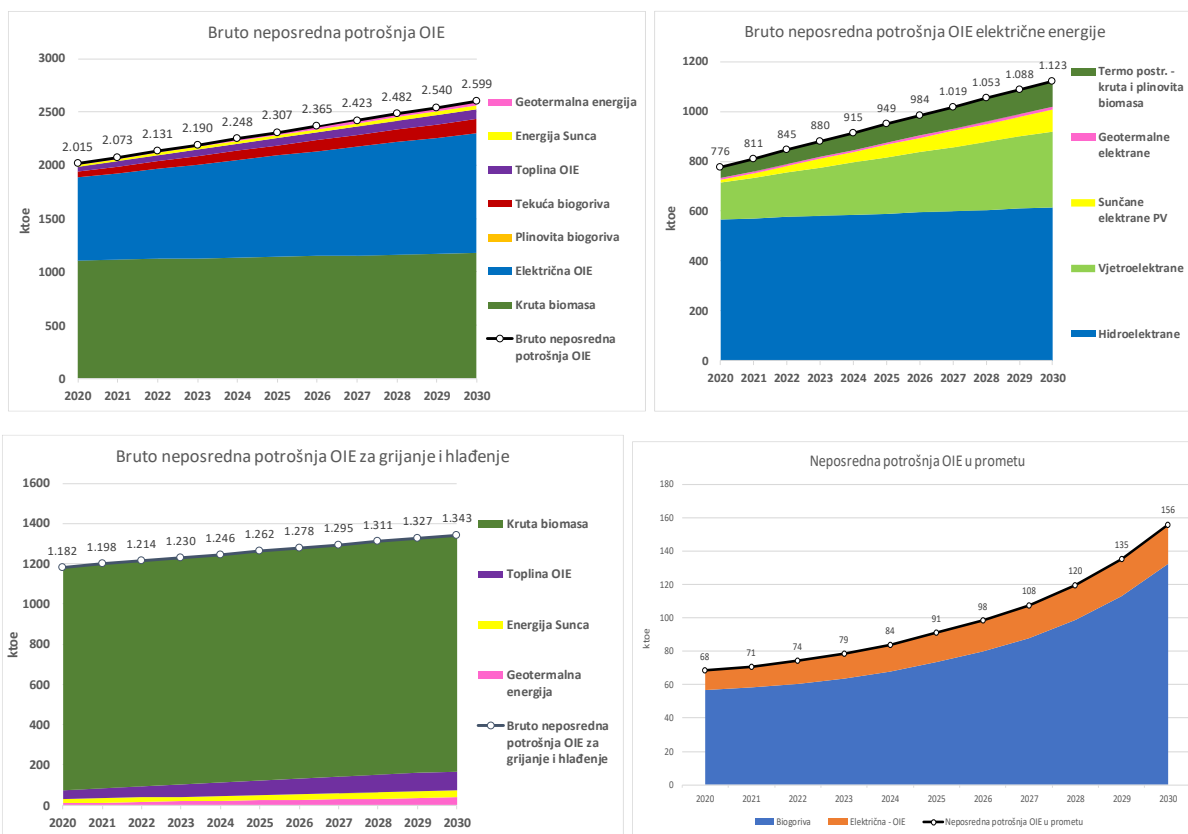 Bruto neposredna potrošnja OIE
3000
2500
2000
1500
1000
500
0
ktoe
2.015 2.073 2.131 2.190 2.248 2.307 2.365 2.423 2.482 2.540 2.599
2020 2021 2022 2023 2024 2025 2026 2027 2028 2029 2030
Geotermalna energija
Energija Sunca
Toplina OIE
Tekuća biogoriva
Plinovita biogoriva
Električna OIE
Kruta biomasa
Bruto neposredna
potrošnja OIE
Bruto neposredna potrošnja OIE električne energije
1200
1000
800
600
400
200
0
ktoe
776 811 845 880 915 949 984 1.019 1.053 1.088 1.123
2020 2021 2022 2023 2024 2025 2026 2027 2028 2029 2030
Termo postr. -
kruta i plinovita
biomasa
Geotermalne
elektrane
Sunčane
elektrane PV
Vjetroelektrane
Hidroelektrane
Bruto neposredna potrošnja OIE za grijanje i hlađenje
1600
1400
1200
1000
800
600
400
200
0
ktoe
1.182 1.198 1.214 1.230 1.246 1.262 1.278 1.295 1.311 1.327 1.343
2020 2021 2022 2023 2024 2025 2026 2027 2028 2029 2030
Kruta biomasa
Toplina OIE
Energija Sunca
Geotermalna
energija
Bruto neposredna
potrošnja OIE za
grijanje i hlađenje
Neposredna potrošnja OIE u prometu
180
160
140
120
100
80
60
40
20
0
ktoe
68 71 74 79 84 91 98 108 120 135 156
2020 2021 2022 2023 2024 2025 2026 2027 2028 2029 2030
Biogoriva Električna - OIE Neposredna potrošnja OIE u prometu